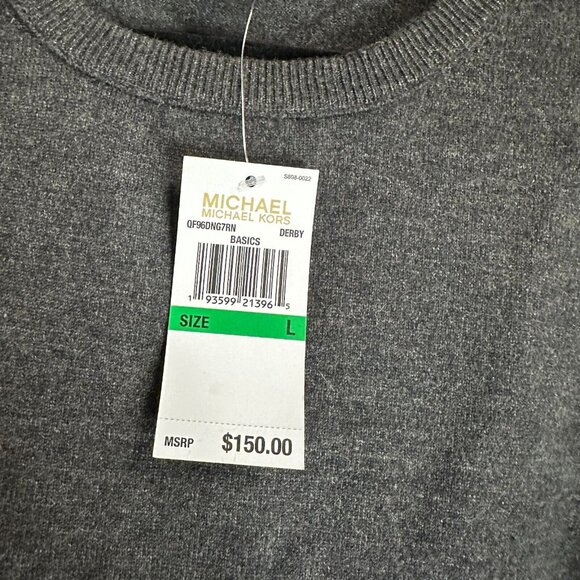 S808-0022
MICHAEL
MICHAEL KORS
QF96DNG7RN DERBY
BASICS
1 93599 21396 5
SIZE L
MSRP $150.00